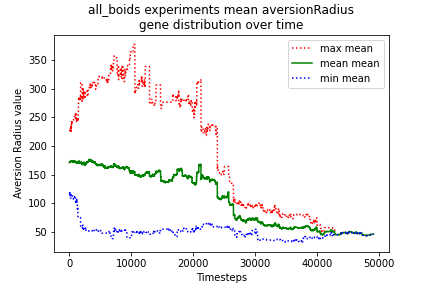 all_boids experiments mean aversionRadius
gene distribution over time
max mean
mean mean
min mean
Aversion Radius value
350
300
250
200
150
100
50
0
10000
20000
30000
40000
50000
Timesteps